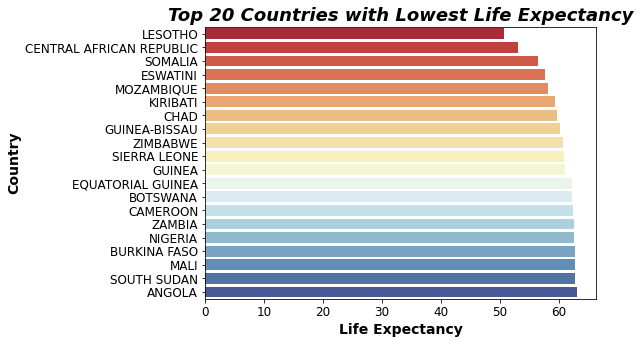 Top 20 Countries with Lowest Life Expectancy
LESOTHO
CENTRAL AFRICAN REPUBLIC
SOMALIA
ESWATINI
MOZAMBIQUE
KIRIBATI
CHAD
GUINEA-BISSAU
ZIMBABWE
SIERRA LEONE
GUINEA
EQUATORIAL GUINEA
BOTSWANA
CAMEROON
ZAMBIA
NIGERIA
BURKINA FASO
MALI
SOUTH SUDAN
ANGOLA
Country
0 10 20 30 40 50 60
Life Expectancy